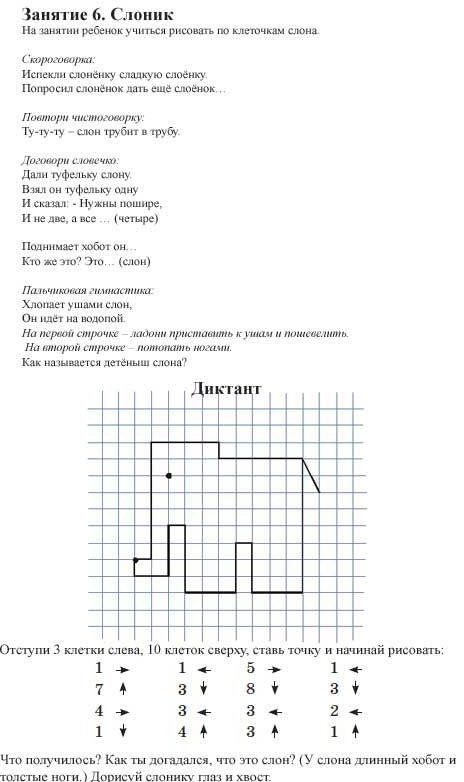 Занятие 6. Слоник
На занятии ребенок учиться рисовать по клеточкам слона.
Скороговорка:
Испекли слонёнку сладкую слоёнку.
Попросил слонёнок дать ещё слоёнок…
Повтори чистоговорку:
Ту-ту-ту – слон трубит в трубу.
Договори словечко:
Дали туфельку слону.
Взял он туфельку одну
И сказал: - Нужны пошире,
И не две, а все … (четыре)
Поднимает хобот он…
Кто же это? Это… (слон)
Пальчиковая гимнастика:
Хлопает ушами слон,
Он идёт на водопой.
На первой строчке – ладони приставить к ушам и пошевелить.
На второй строчке – потопать ногами.
Как называется детёныш слона?
Диктант
Отступи 3 клетки слева, 10 клеток сверху, ставь точку и начинай рисовать:
1 → 1 ← 5 → 1 ←
7 ↑ 3 ↓ 8 ↓ 3 ↓
4 → 3 ← 3 ← 2 ←
1 ↓ 4 ↑ 3 ↑ 1 ↑
Что получилось? Как ты догадался, что это слон? (У слона длинный хобот и
толстые ноги.) Дорисуй слонику глаз и хвост.